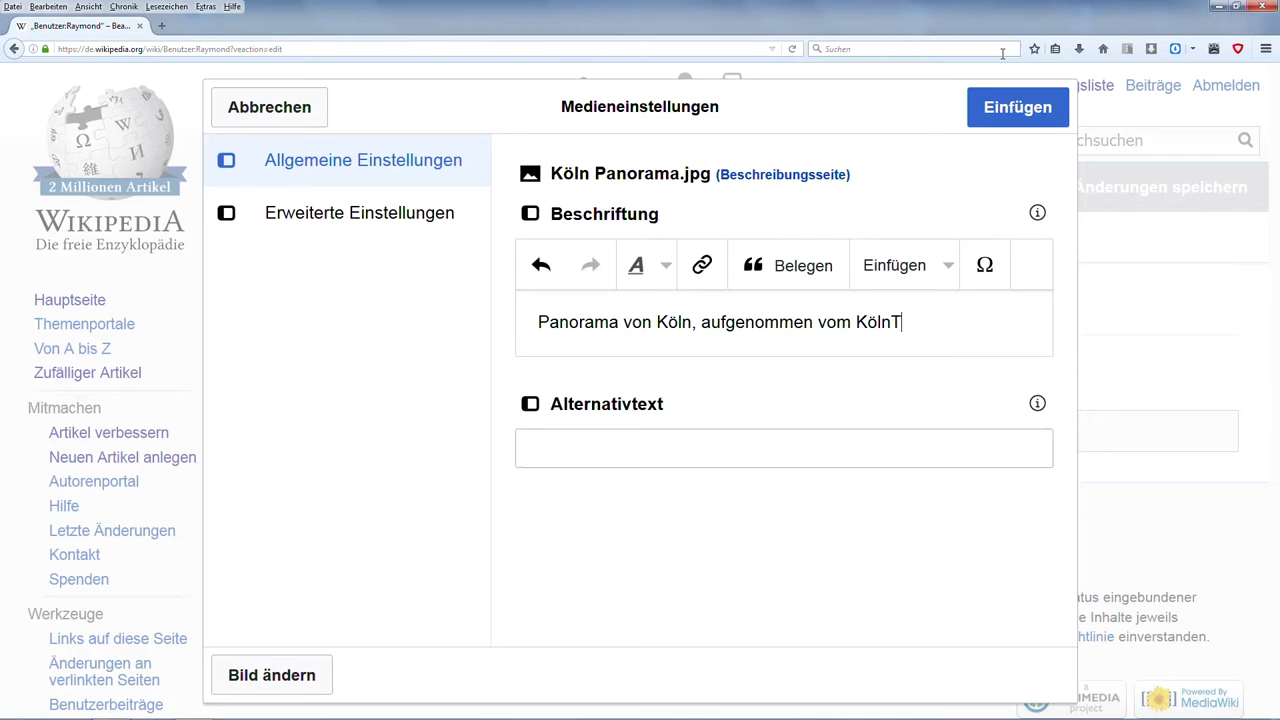 Datei Bearbeiten Ansicht Chronik Lesezeichen Extras Hilfe
„Benutzer:Raymond“ – Bea...
https://de.wikipedia.org/wiki/Benutzer:Raymond?veaction=edit
Suchen
gsliste Beiträge Abmelden
Abbrechen
Medieneinstellungen
Einfügen
chsuchen
Änderungen speichern
Allgemeine Einstellungen
Erweiterte Einstellungen
Köln Panorama.jpg (Beschreibungsseite)
Beschriftung
A
Belegen
Einfügen
Ω
Panorama von Köln, aufgenommen vom KölnT
Alternativtext
Bild ändern
2 Millionen Artikel
WIKIPEDIA
Die freie Enzyklopädie
Hauptseite
Themenportale
Von A bis Z
Zufälliger Artikel
Mitmachen
Artikel verbessern
Neuen Artikel anlegen
Autorenportal
Hilfe
Letzte Änderungen
Kontakt
Spenden
Werkzeuge
Links auf diese Seite
Änderungen an
verlinkten Seiten
Benutzerbeiträge
atus eingebundener
e Inhalte jeweils
htlinie einverstanden.
a
IMEDIA
project
Powered By
MediaWiki